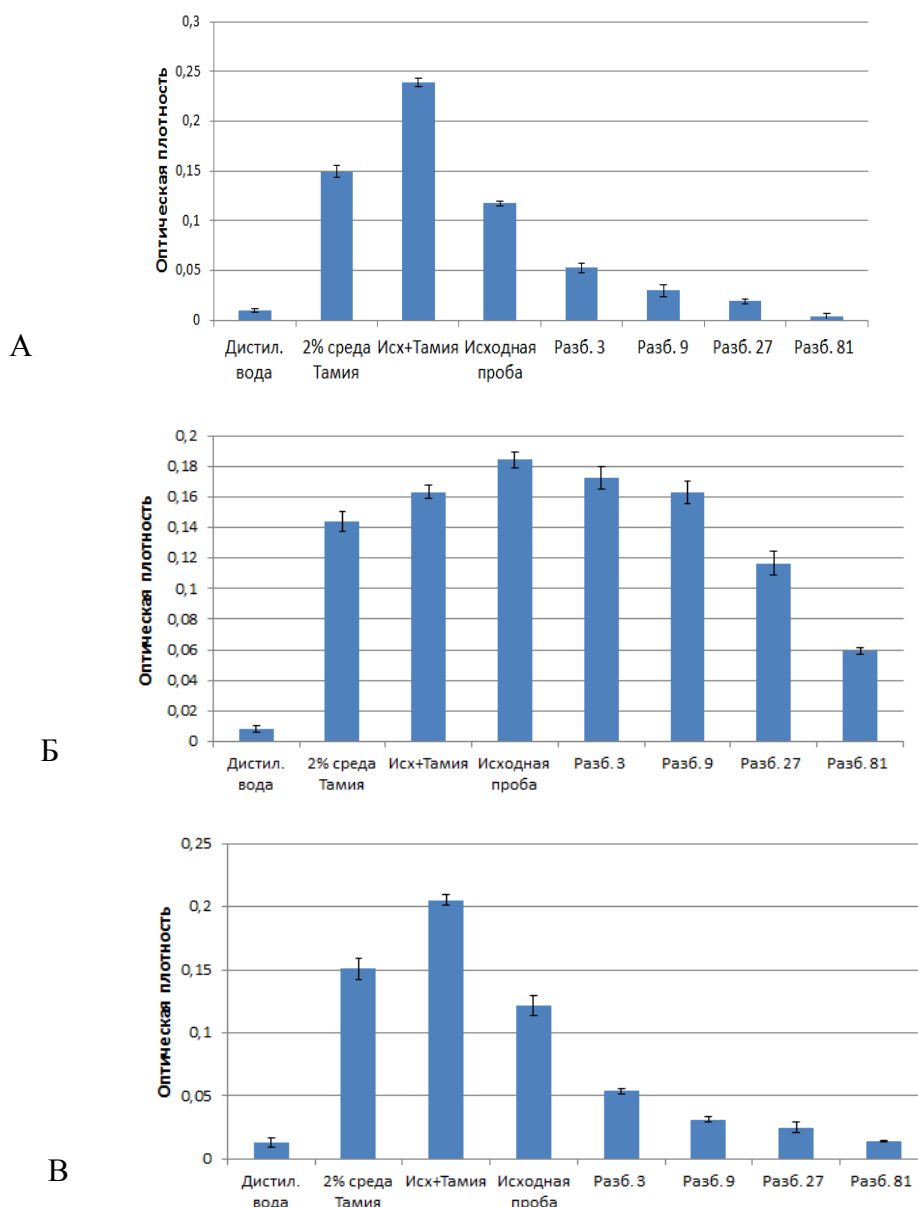 0,3
0,25
0,2
0,15
0,1
0,05
0
Оптическая плотность
Дистил. вода
2% среда Тамия
Исх+Тамия
Исходная проба
Разб. 3
Разб. 9
Разб. 27
Разб. 81
А
0,2
0,18
0,16
0,14
0,12
0,1
0,08
0,06
0,04
0,02
0
Оптическая плотность
Дистил. вода
2% среда Тамия
Исх+Тамия
Исходная проба
Разб. 3
Разб. 9
Разб. 27
Разб. 81
Б
0,25
0,2
0,15
0,1
0,05
0
Оптическая плотность
Дистил. вода
2% среда Тамия
Исх+Тамия
Исходная проба
Разб. 3
Разб. 9
Разб. 27
Разб. 81
В